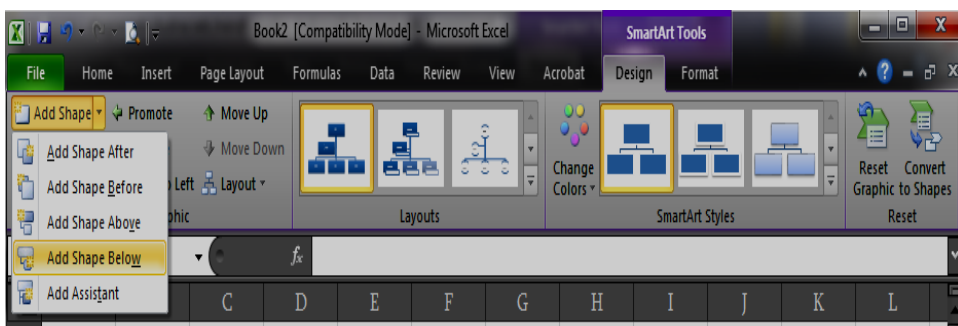 Book2 [Compatibility Mode] - Microsoft Excel
SmartArt Tools
File Home Insert Page Layout Formulas Data Review View Acrobat Design Format
Add Shape Promote Move Up
Add Shape After
Move Down
Add Shape Before
Left Layout
Add Shape Above
Add Shape Below
Add Assistant
Layouts
Change Colors
SmartArt Styles
Reset Graphic
Convert to Shapes
Reset
fx
C D E F G H I J K L